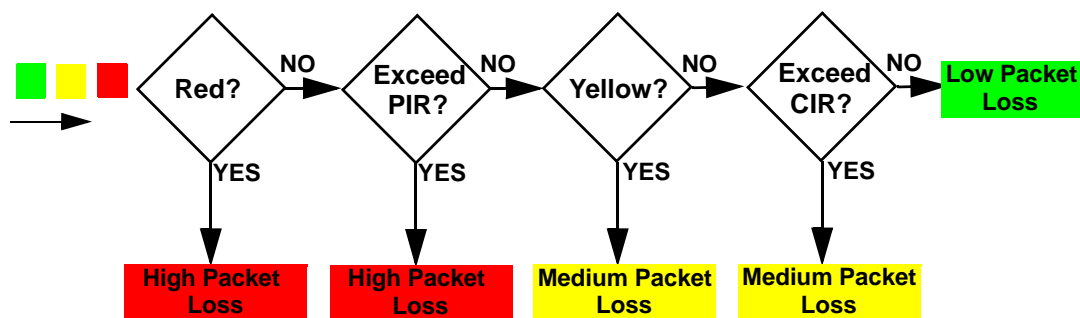 Red?
NO
Exceed
PIR?
NO
Yellow?
NO
Exceed
CIR?
NO
Low Packet
Loss
YES
YES
YES
YES
High Packet
Loss
High Packet
Loss
Medium Packet
Loss
Medium Packet
Loss